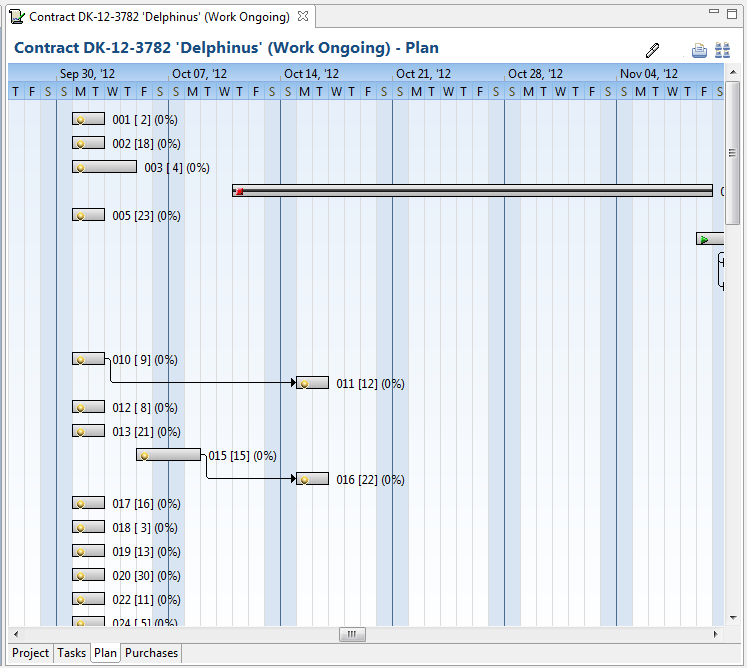 Contract DK-12-3782 'Delphinus' (Work Ongoing)
Contract DK-12-3782 'Delphinus' (Work Ongoing) - Plan
Sep 30, '12 Oct 07, '12 Oct 14, '12 Oct 21, '12 Oct 28, '12 Nov 04, '12
T F S S M T W T F S S M T W T F S S M T W T F S S M T W T F S S M T W T F S S M T W T F S
001 [ 2] (0%)
002 [18] (0%)
003 [ 4] (0%)
005 [23] (0%)
010 [ 9] (0%)
011 [12] (0%)
012 [ 8] (0%)
013 [21] (0%)
015 [15] (0%)
016 [22] (0%)
017 [16] (0%)
018 [ 3] (0%)
019 [13] (0%)
020 [30] (0%)
022 [11] (0%)
024 [ 5] (0%)
Project Tasks Plan Purchases